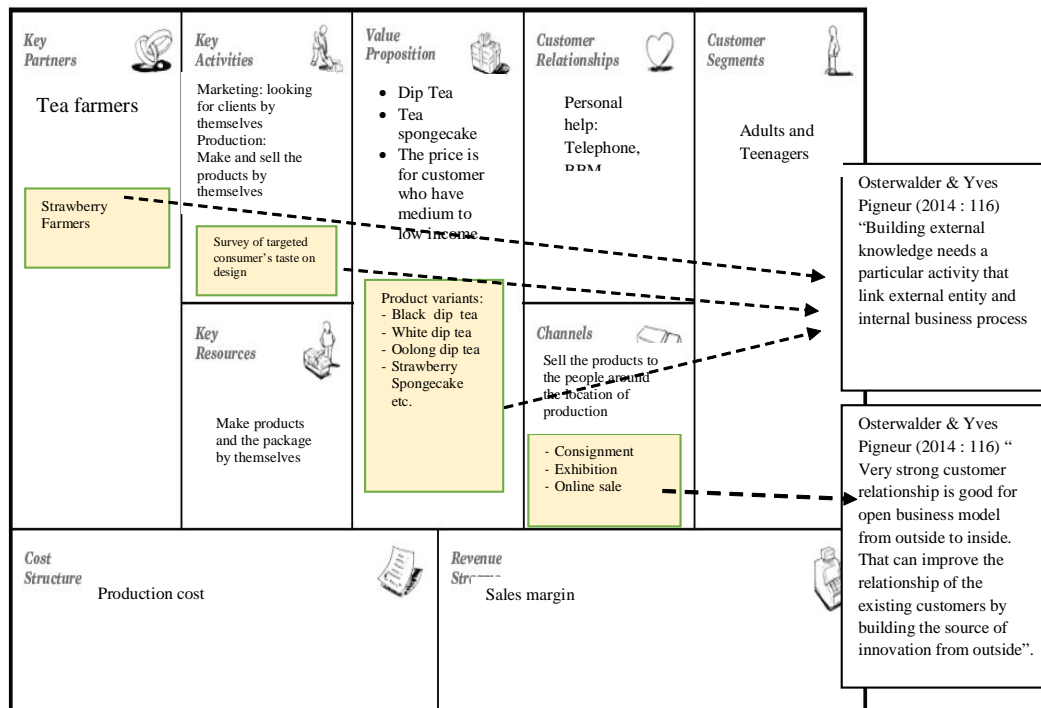 Key
Partners
Tea farmers
Strawberry
Farmers
Key
Activities
Marketing: looking
for clients by
themselves
Production:
Make and sell the
products by
themselves
Survey of targeted
consumer's taste on
design
Key
Resources
Make products
and the package
by themselves
Value
Proposition
• Dip Tea
• Tea
spongecake
• The price is
for customer
who have
medium to
low income
Product variants:
- Black dip tea
- White dip tea
- Oolong dip tea
- Strawberry
Spongecake
etc.
Customer
Relationships
Personal
help:
Telephone,
BBM
Channels
Sell the products to
the people around
the location of
production
- Consignment
- Exhibition
- Online sale
Customer
Segments
Adults and
Teenagers
Cost
Structure
Production cost
Revenue
Sales margin
Osterwalder & Yves
Pigneur (2014 : 116)
“Building external
knowledge needs a
particular activity that
link external entity and
internal business process
Osterwalder & Yves
Pigneur (2014 : 116) “
Very strong customer
relationship is good for
open business model
from outside to inside.
That can improve the
relationship of the
existing customers by
building the source of
innovation from outside”.